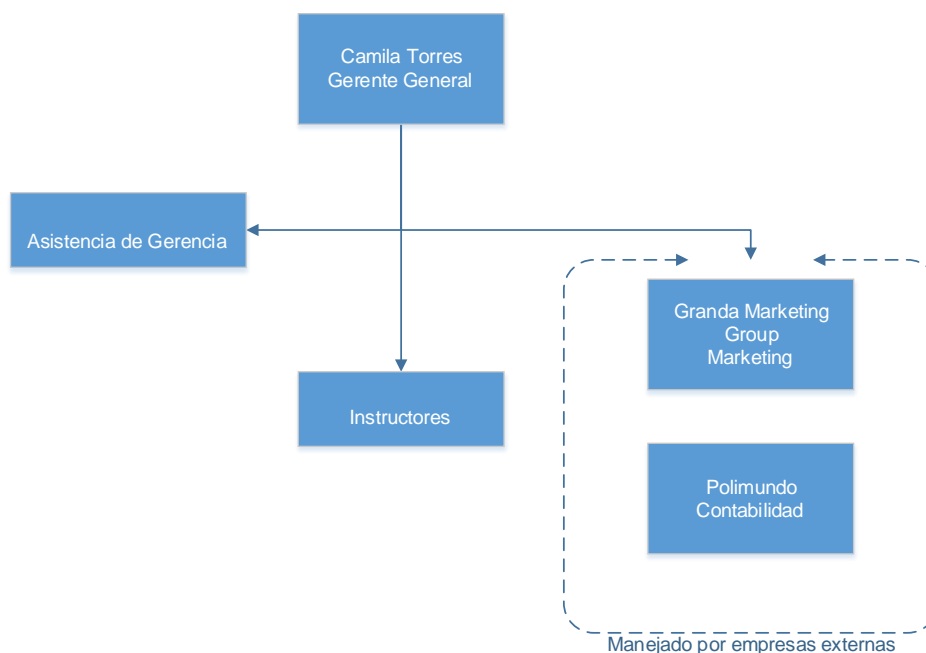 Camila Torres
Gerente General
Asistencia de Gerencia
Granda Marketing
Group
Marketing
Instructores
Polimundo
Contabilidad
Manejado por empresas externas